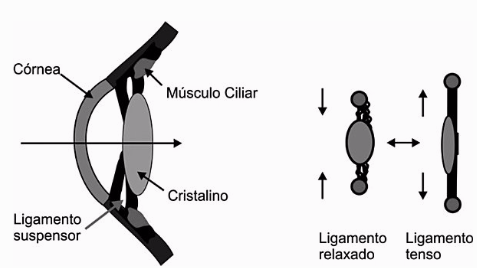 Córnea
Músculo Ciliar
Cristalino
Ligamento
suspensor
Ligamento
relaxado
Ligamento
tenso